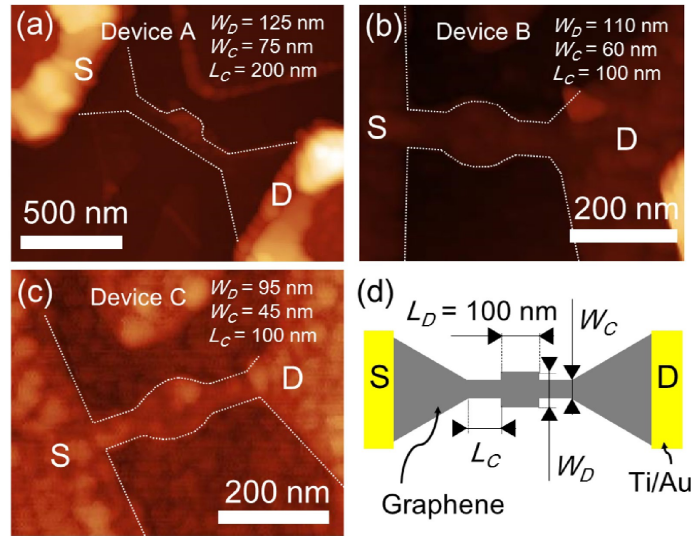 (a)
Device A
W_D = 125 nm
W_C = 75 nm
L_C = 200 nm
S
D
500 nm
(b)
Device B
W_D = 110 nm
W_C = 60 nm
L_C = 100 nm
S
D
200 nm
(c)
Device C
W_D = 95 nm
W_C = 45 nm
L_C = 100 nm
D
S
200 nm
(d)
L_D = 100 nm
W_C
S
D
L_C
W_D
Graphene
Ti/Au